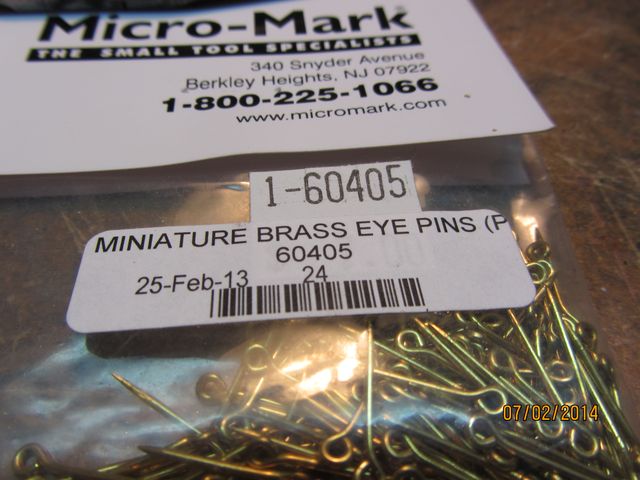 Micro-Mark®
THE SMALL TOOL SPECIALISTS
340 Snyder Avenue
Berkley Heights, NJ 07922
1-800-225-1066
www.micromark.com
1-60405
MINIATURE BRASS EYE PINS (P
60405
25-Feb-13 24
07/02/2014